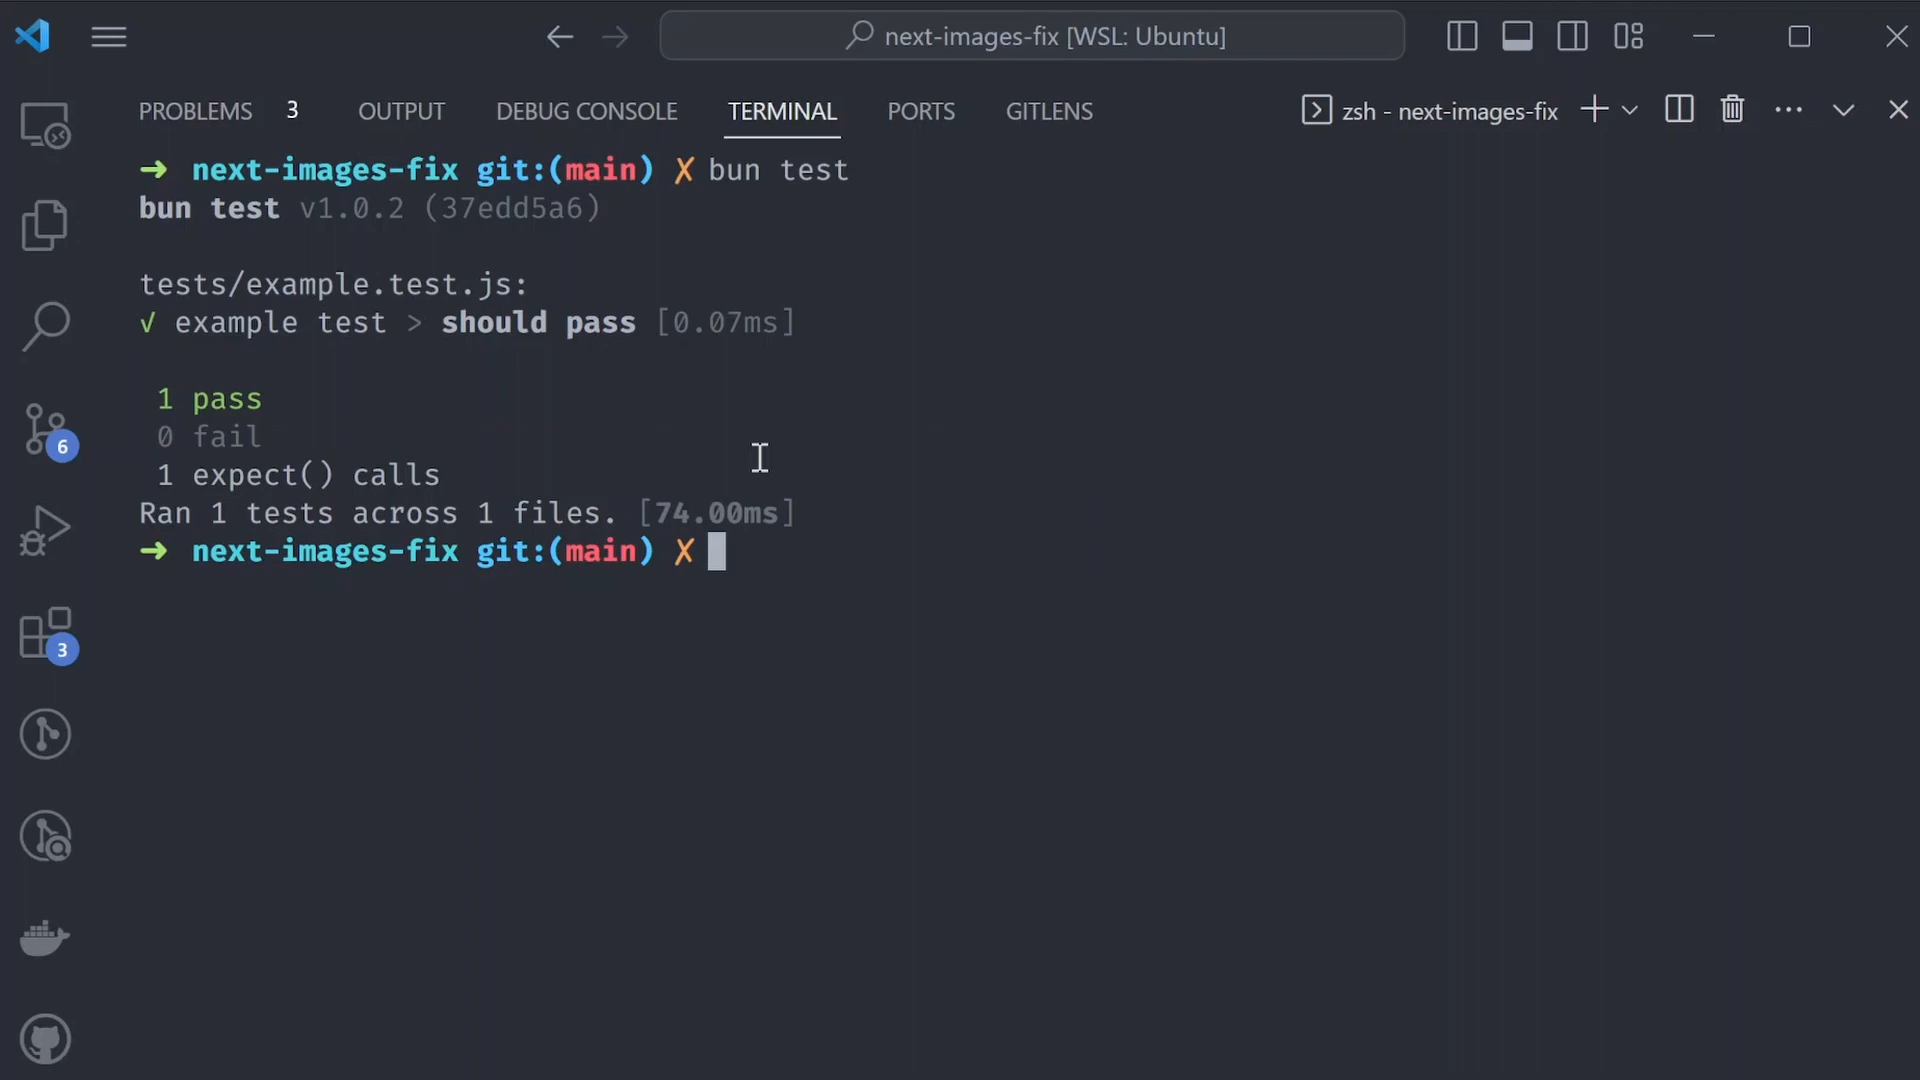 next-images-fix [WSL: Ubuntu]
PROBLEMS 3 OUTPUT DEBUG CONSOLE TERMINAL PORTS GITLENS zsh - next-images-fix
➜ next-images-fix git:(main) ✗ bun test
bun test v1.0.2 (37edd5a6)
tests/example.test.js:
✓ example test > should pass [0.07ms]
1 pass
0 fail
1 expect() calls
Ran 1 tests across 1 files. [74.00ms]
➜ next-images-fix git:(main) ✗
6
3